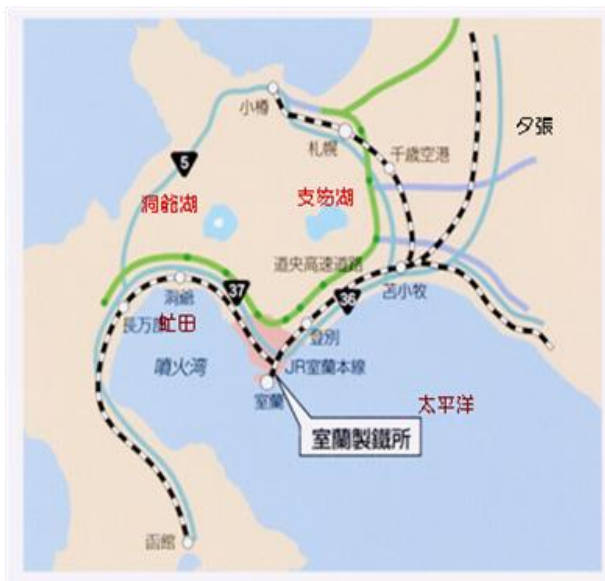 小樽
札幌
夕張
千歳空港
5
洞爺湖
支笏湖
道央高速道路
洞爺
37
36
苫小牧
長万部
虻田
登別
噴火湾
JR室蘭本線
室蘭
太平洋
室蘭製鐵所
函館